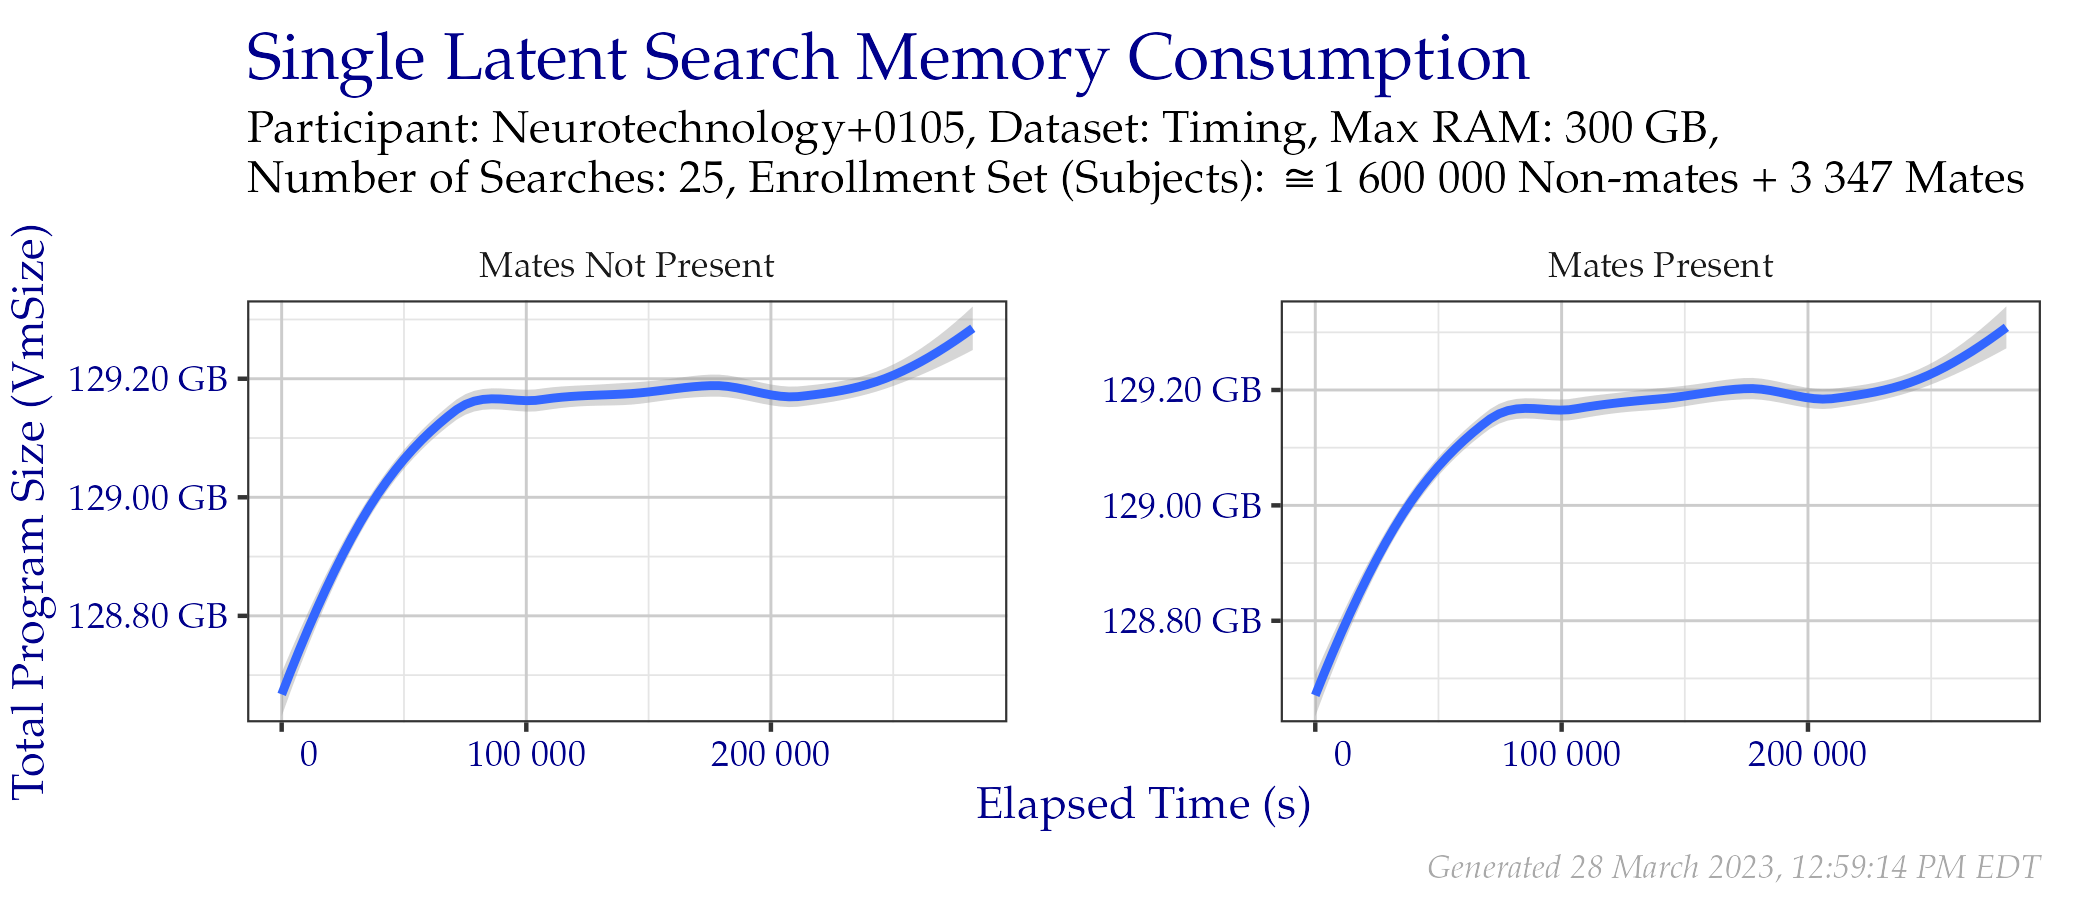 Single Latent Search Memory Consumption
Participant: Neurotechnology+0105, Dataset: Timing, Max RAM: 300 GB,
Number of Searches: 25, Enrollment Set (Subjects): ≅ 1 600 000 Non-mates + 3 347 Mates
Total Program Size (VmSize)
Mates Not Present
129.20 GB
129.00 GB
128.80 GB
0 100 000 200 000
Mates Present
129.20 GB
129.00 GB
128.80 GB
0 100 000 200 000
Elapsed Time (s)
Generated 28 March 2023, 12:59:14 PM EDT